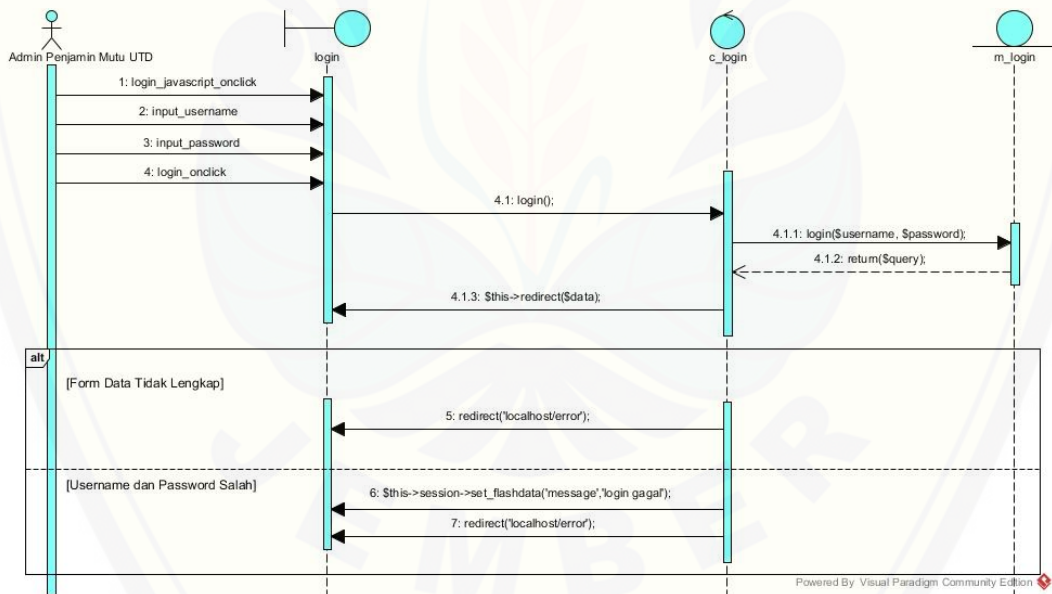 Admin Penjamin Mutu UTD
login
c_login
m_login
1: login_javascript_onclick
2: input_username
3: input_password
4: login_onclick
4.1: login();
4.1.1: login($username, $password);
4.1.2: return($query);
4.1.3: $this->redirect($data);
alt
[Form Data Tidak Lengkap]
5: redirect('localhost/error');
[Username dan Password Salah]
6: $this->session->set_flashdata('message','login gagal');
7: redirect('localhost/error');
JEMBER
Powered By Visual Paradigm Community Edition